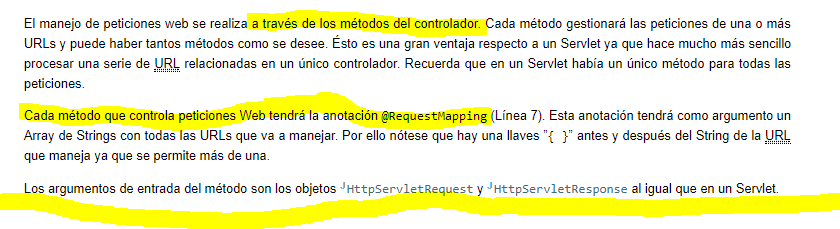 El manejo de peticiones web se realiza a través de los métodos del controlador. Cada método gestionará las peticiones de una o más
URLs y puede haber tantos métodos como se desee. Ésto es una gran ventaja respecto a un Servlet ya que hace mucho más sencillo
procesar una serie de URL relacionadas en un único controlador. Recuerda que en un Servlet había un único método para todas las
peticiones.
Cada método que controla peticiones Web tendrá la anotación @RequestMapping (Línea 7). Esta anotación tendrá como argumento un
Array de Strings con todas las URLs que va a manejar. Por ello nótese que hay una llaves "{ }" antes y después del String de la URL
que maneja ya que se permite más de una.
Los argumentos de entrada del método son los objetos HttpServletRequest y HttpServletResponse al igual que en un Servlet.